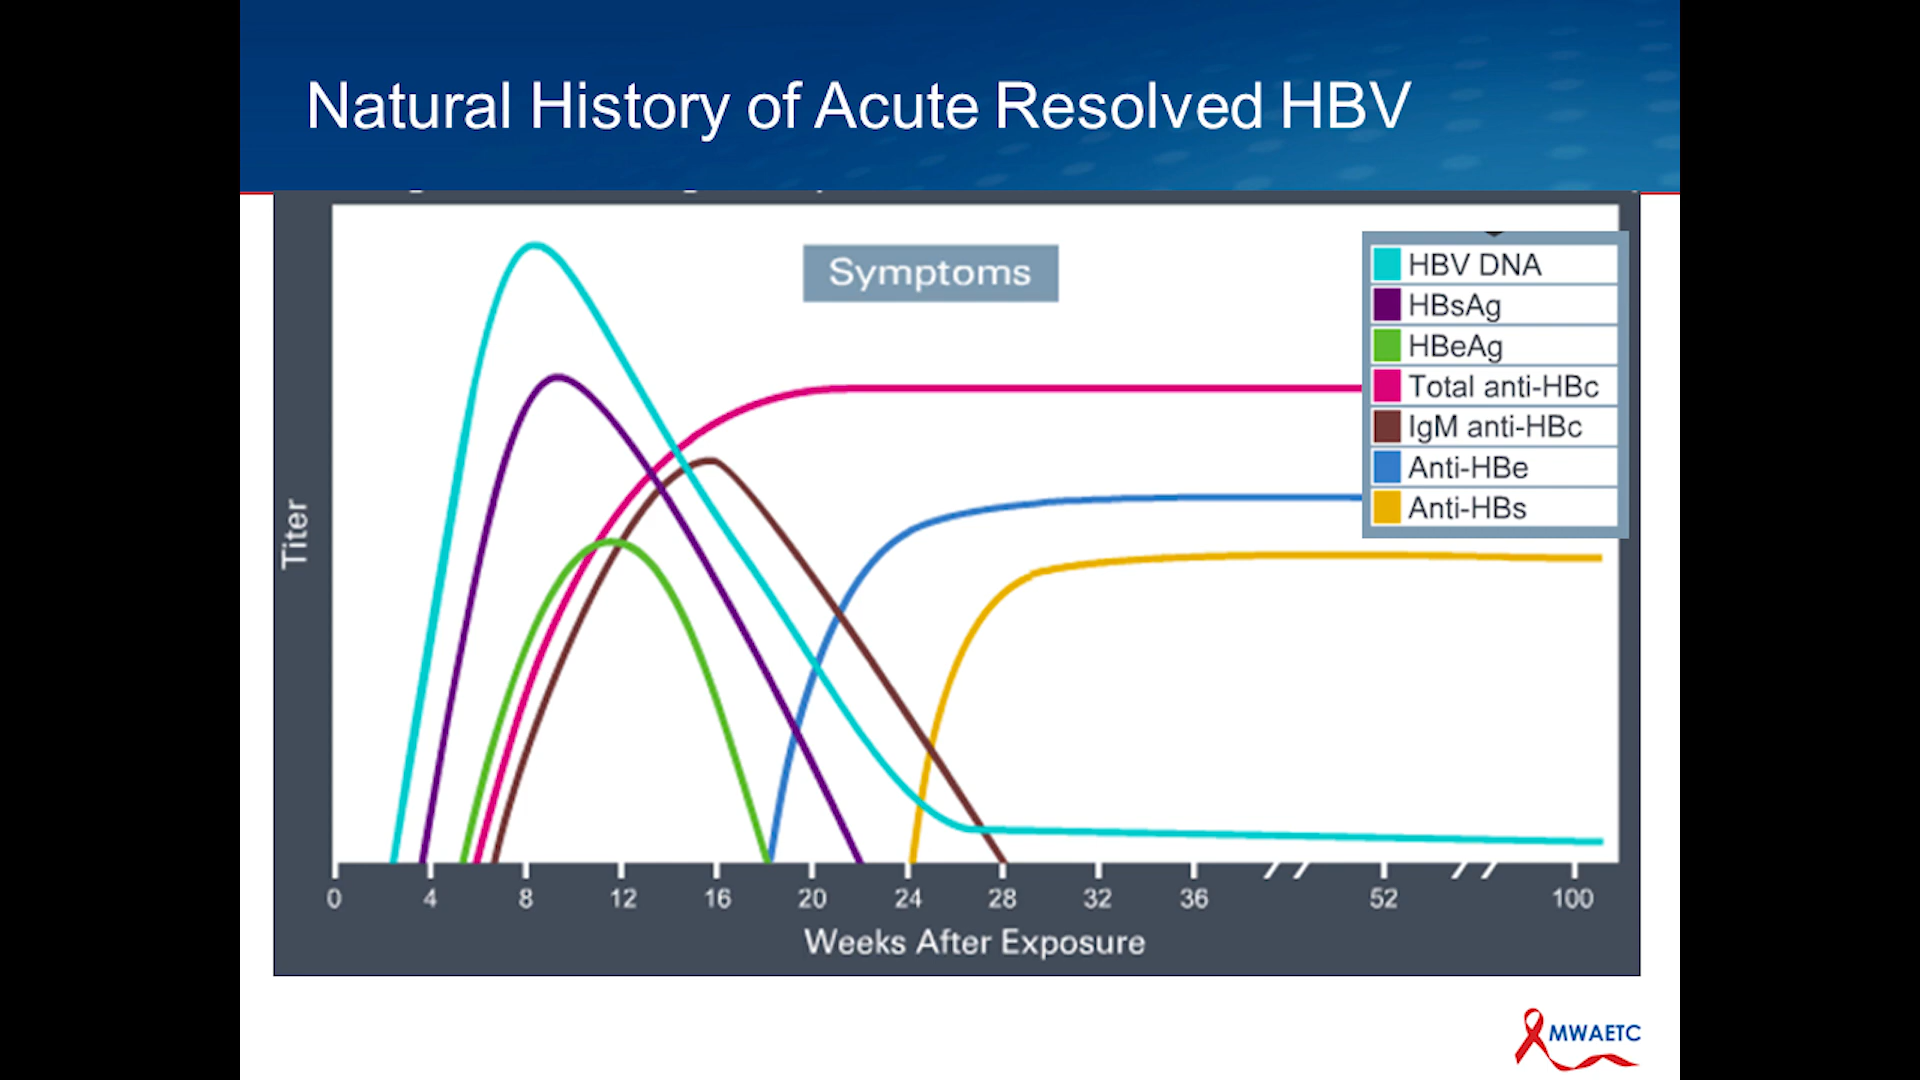 Natural History of Acute Resolved HBV
Symptoms
HBV DNA
HBsAg
HBeAg
Total anti-HBc
IgM anti-HBc
Anti-HBe
Anti-HBs
Titer
0 4 8 12 16 20 24 28 32 36 52 100
Weeks After Exposure
MWAETC